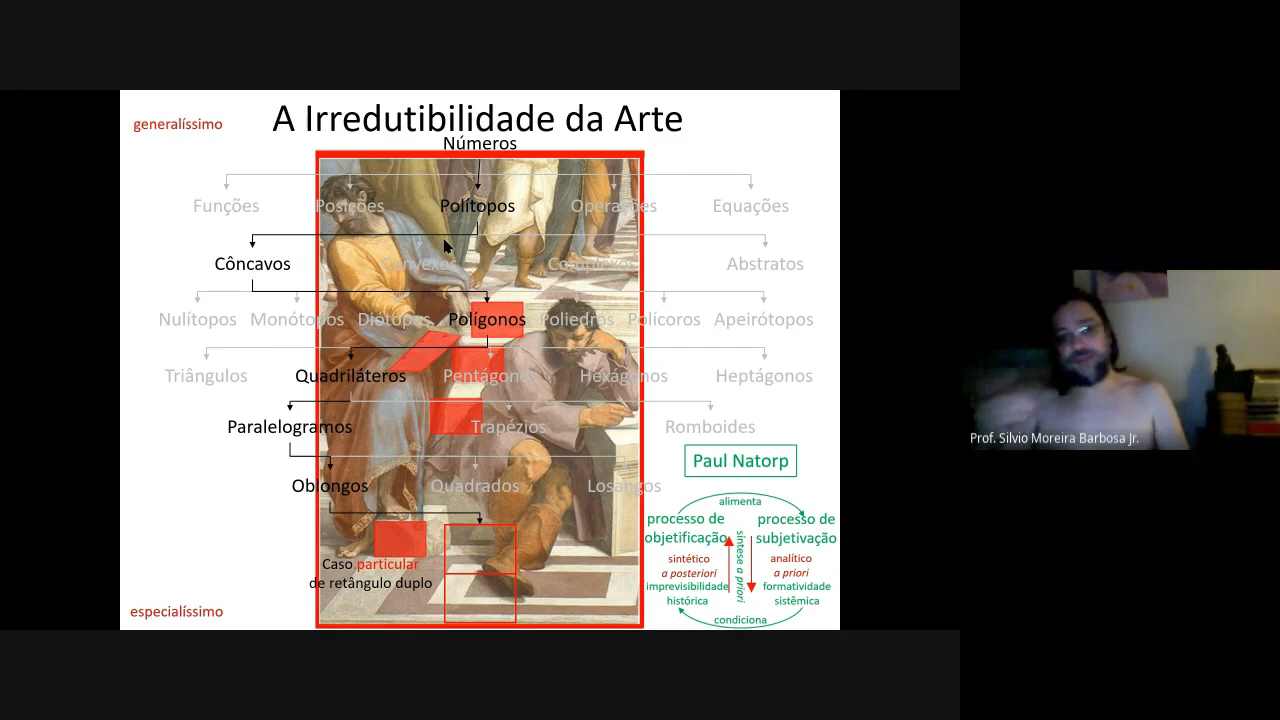 A Irredutibilidade da Arte
generalíssimo
Números
Funções Posições Polítopos Operações Equações
Côncavos Convexos Complexos Abstratos
Nulítopos Monótopos Diótopos Polígonos Poliedros Polícoros Apeirótopos
Triângulos Quadriláteros Pentágonos Hexágonos Heptágonos
Paralelogramos Trapézios Romboides
Oblongos Quadrados Losangos
Caso particular
de retângulo duplo
especialíssimo
Paul Natorp
alimenta
processo de
objetificação
processo de
subjetivação
síntese a priori
sintético
a posteriori
imprevisibilidade
histórica
analítico
a priori
formatividade
sistêmica
condiciona
Prof. Silvio Moreira Barbosa Jr.